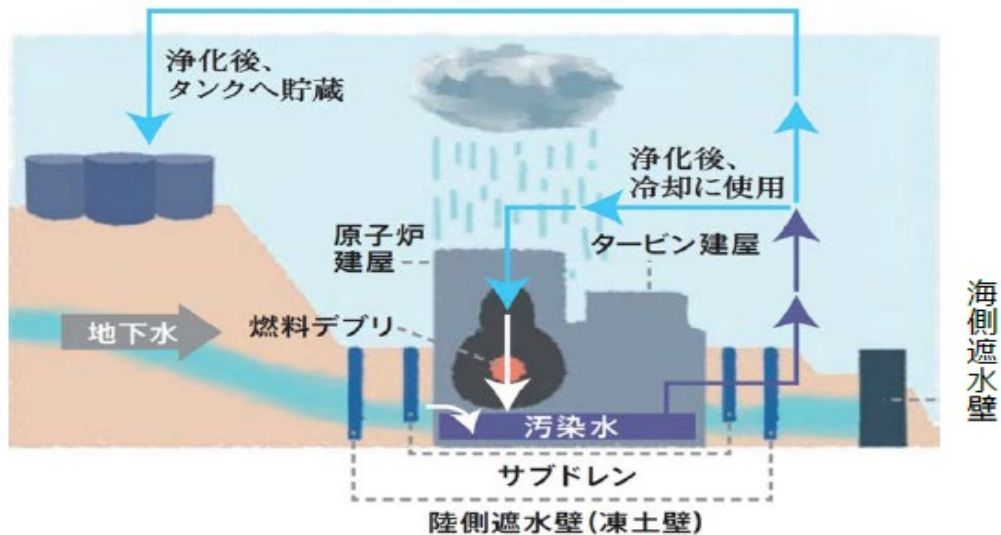 浄化後、
タンクへ貯蔵
浄化後、
冷却に使用
原子炉
建屋
タービン建屋
地下水
燃料デブリ
汚染水
サブドレン
陸側遮水壁(凍土壁)
海側遮水壁